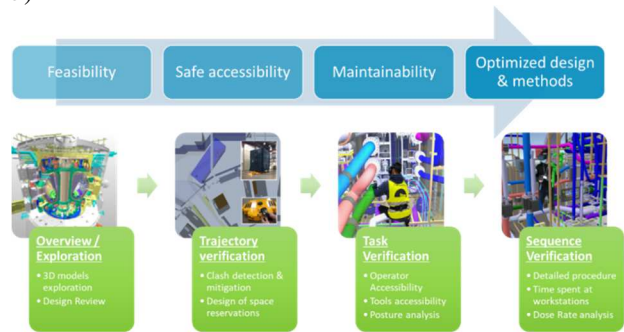 Feasibility
Safe accessibility
Maintainability
Optimized design
& methods
Overview /
Exploration
• 3D models
exploration
• Design Review
Trajectory
verification
• Clash detection &
mitigation
• Design of space
reservations
Task
Verification
• Operator
Accessibility
• Tools accessibility
• Posture analysis
Sequence
Verification
• Detailed procedure
• Time spent at
workstations
• Dose Rate analysis